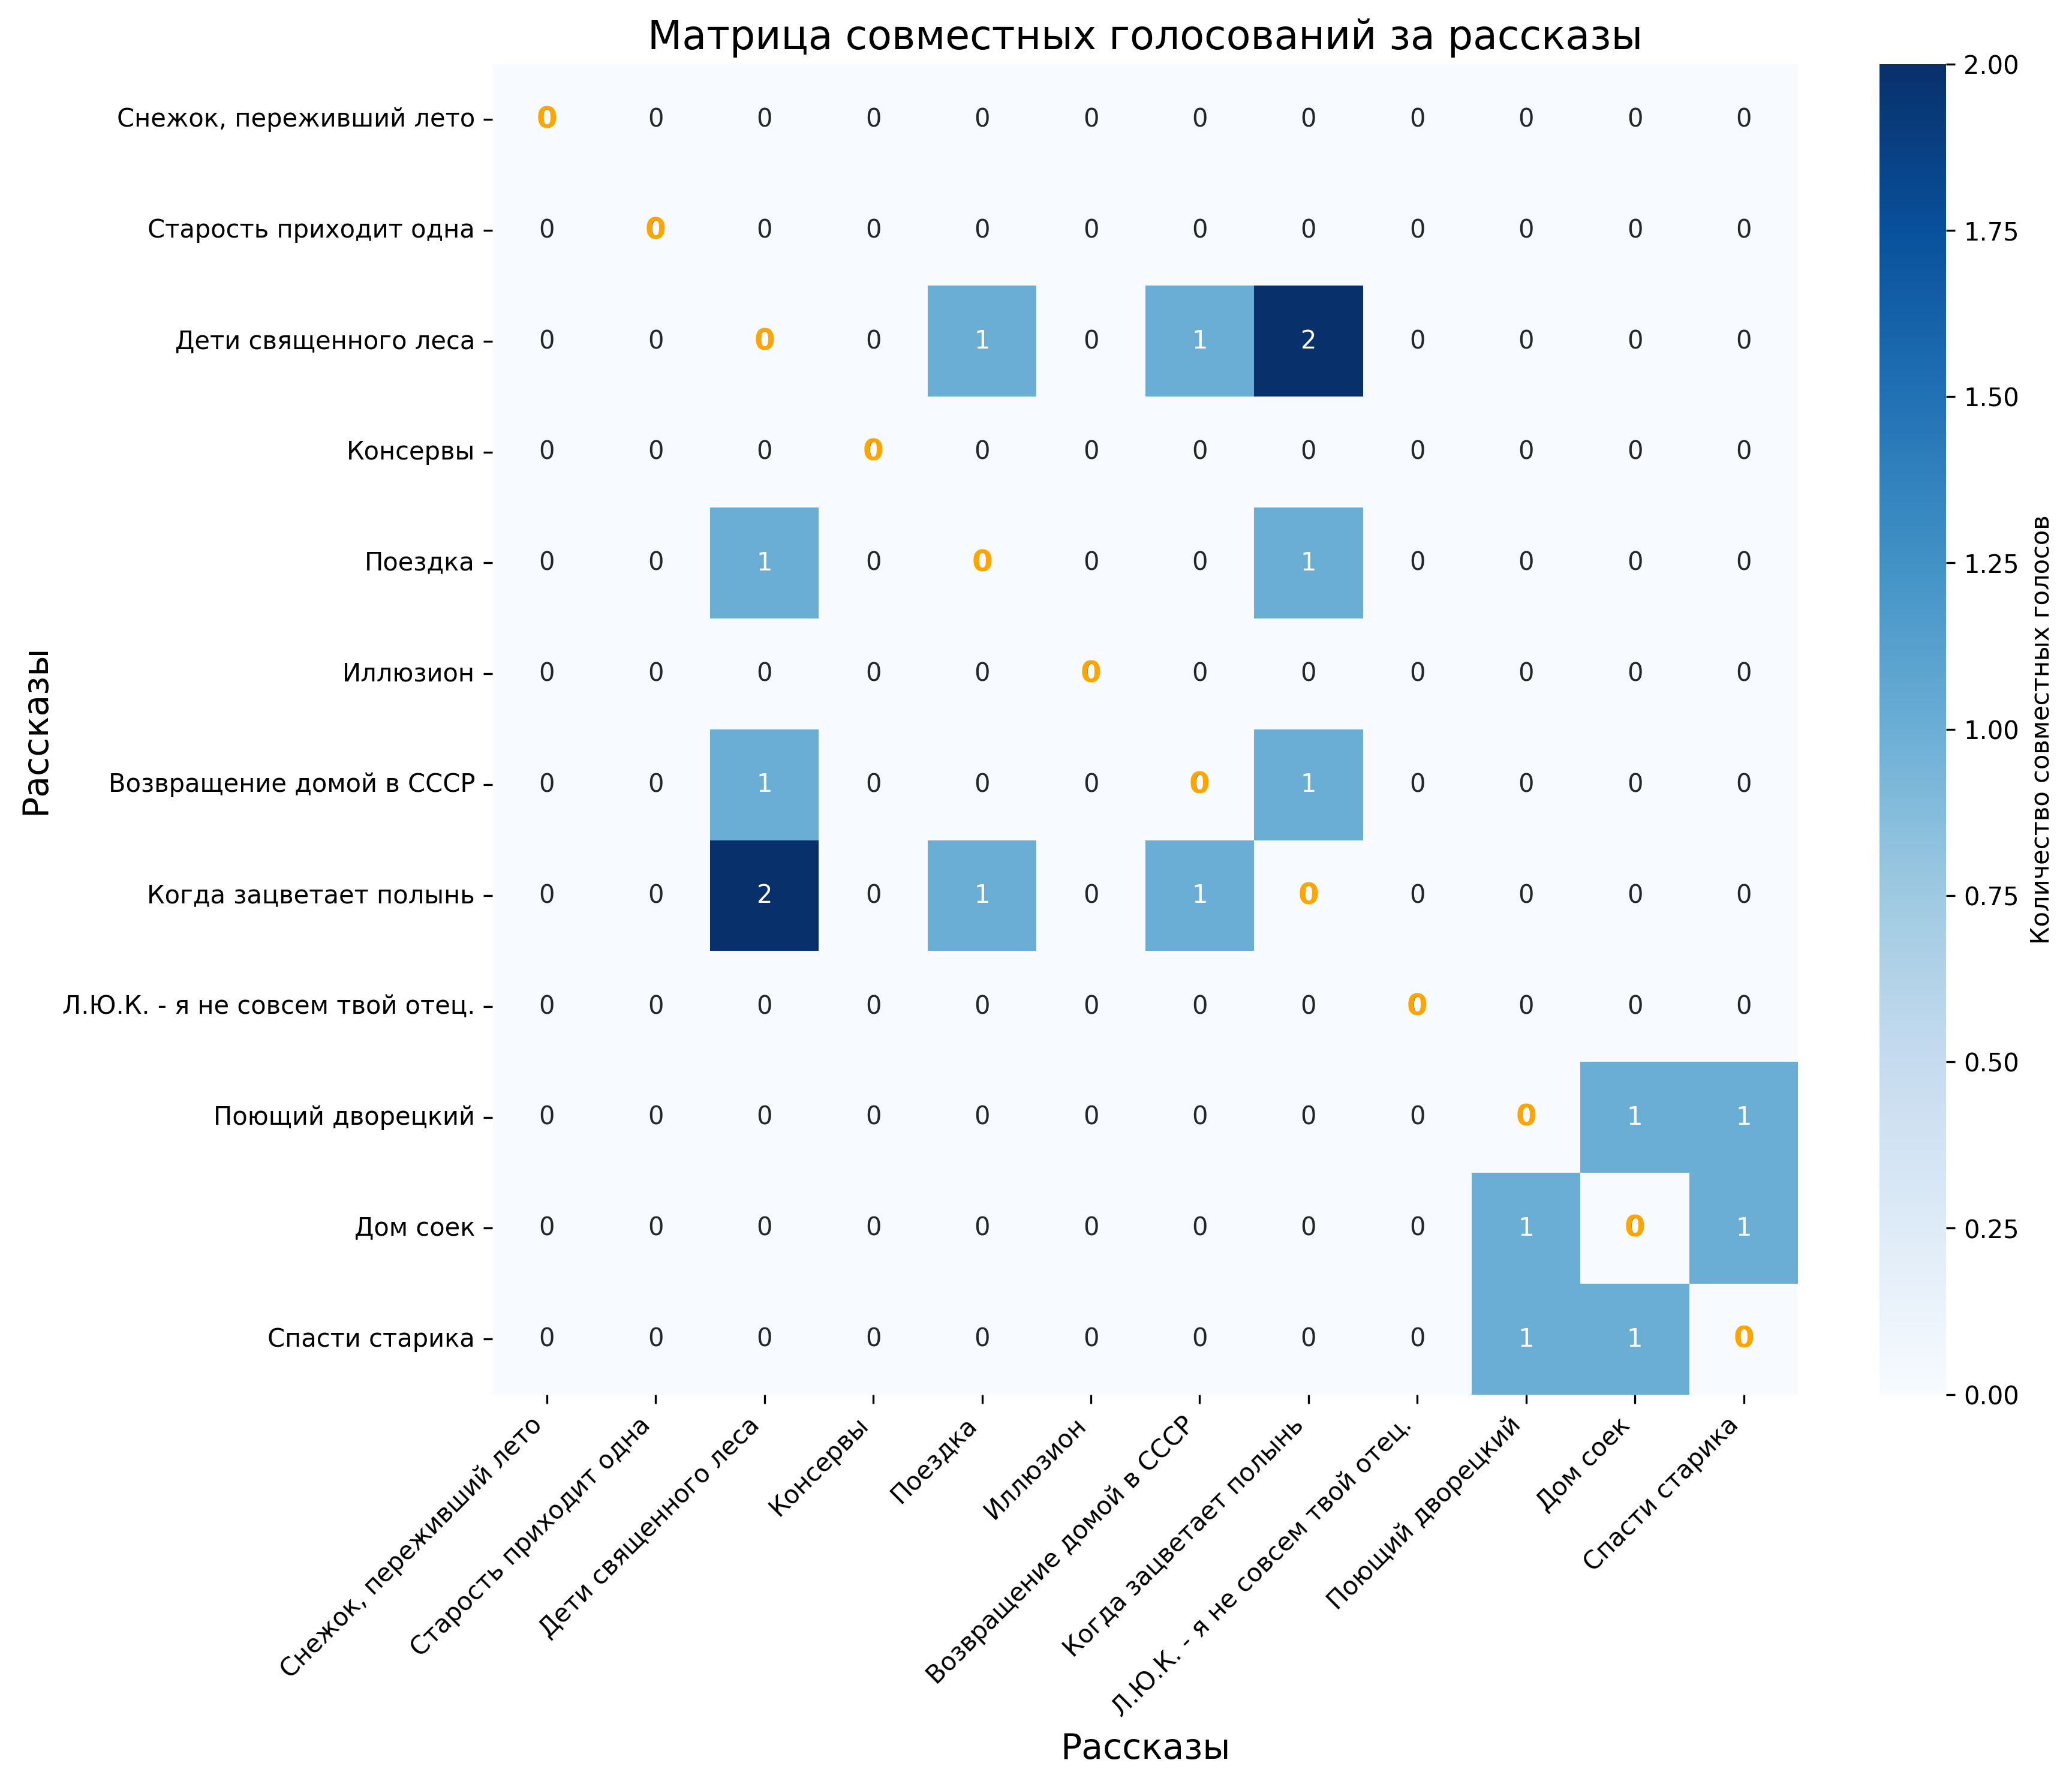 Матрица совместных голосований за рассказы
Снежок, переживший лето 0 0 0 0 0 0 0 0 0 0 0 0
Старость приходит одна 0 0 0 0 0 0 0 0 0 0 0 0
Дети священного леса 0 0 0 0 1 0 1 2 0 0 0 0
Консервы 0 0 0 0 0 0 0 0 0 0 0 0
Поездка 0 0 1 0 0 0 0 1 0 0 0 0
Иллюзион 0 0 0 0 0 0 0 0 0 0 0 0
Возвращение домой в СССР 0 0 1 0 0 0 0 1 0 0 0 0
Когда зацветает полынь 0 0 2 0 1 0 1 0 0 0 0 0
Л.Ю.К. - я не совсем твой отец. 0 0 0 0 0 0 0 0 0 0 0 0
Поющий дворецкий 0 0 0 0 0 0 0 0 0 0 1 1
Дом соек 0 0 0 0 0 0 0 0 0 1 0 1
Спасти старика 0 0 0 0 0 0 0 0 0 1 1 0
Рассказы
Снежок, переживший лето
Старость приходит одна
Дети священного леса
Консервы
Поездка
Иллюзион
Возвращение домой в СССР
Когда зацветает полынь
Л.Ю.К. - я не совсем твой отец.
Поющий дворецкий
Дом соек
Спасти старика
Рассказы
2.00
1.75
1.50
1.25
1.00
0.75
0.50
0.25
0.00
Количество совместных голосов